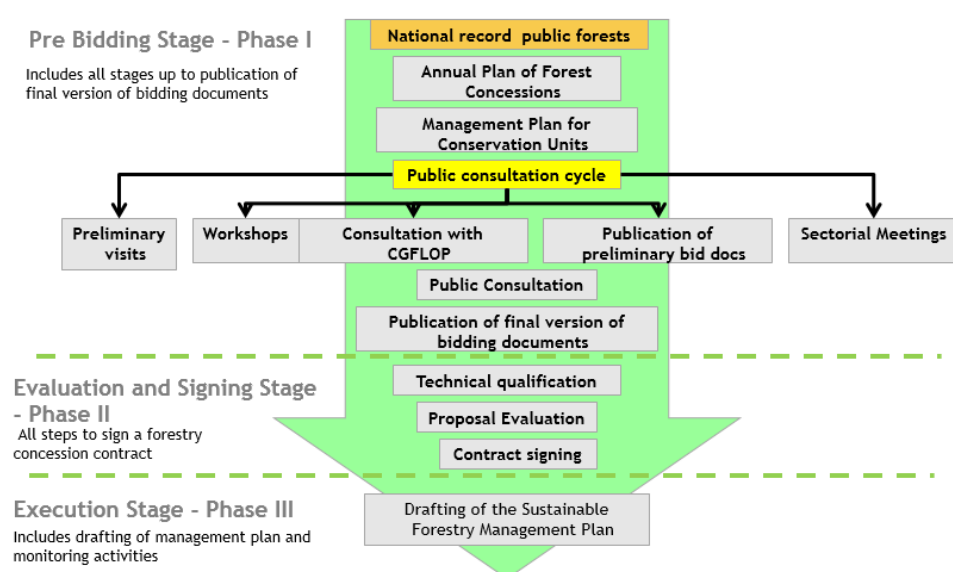 Pre Bidding Stage - Phase I
Includes all stages up to publication of
final version of bidding documents
National record public forests
Annual Plan of Forest
Concessions
Management Plan for
Conservation Units
Public consultation cycle
Preliminary
visits
Workshops
Consultation with
CGFLOP
Publication of
preliminary bid docs
Sectorial Meetings
Public Consultation
Publication of final version of
bidding documents
Evaluation and Signing Stage
- Phase II
All steps to sign a forestry
concession contract
Technical qualification
Proposal Evaluation
Contract signing
Execution Stage - Phase III
Includes drafting of management plan and
monitoring activities
Drafting of the Sustainable
Forestry Management Plan